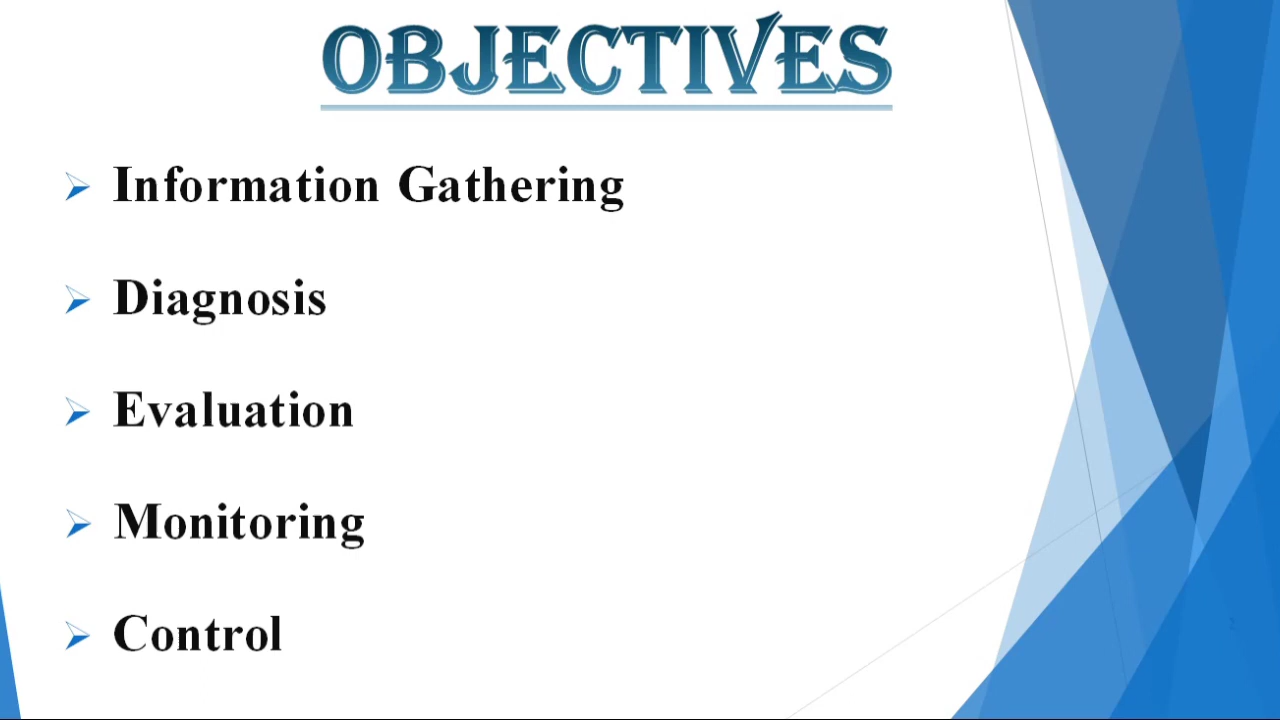 OBJECTIVES
Information Gathering
Diagnosis
Evaluation
Monitoring
Control